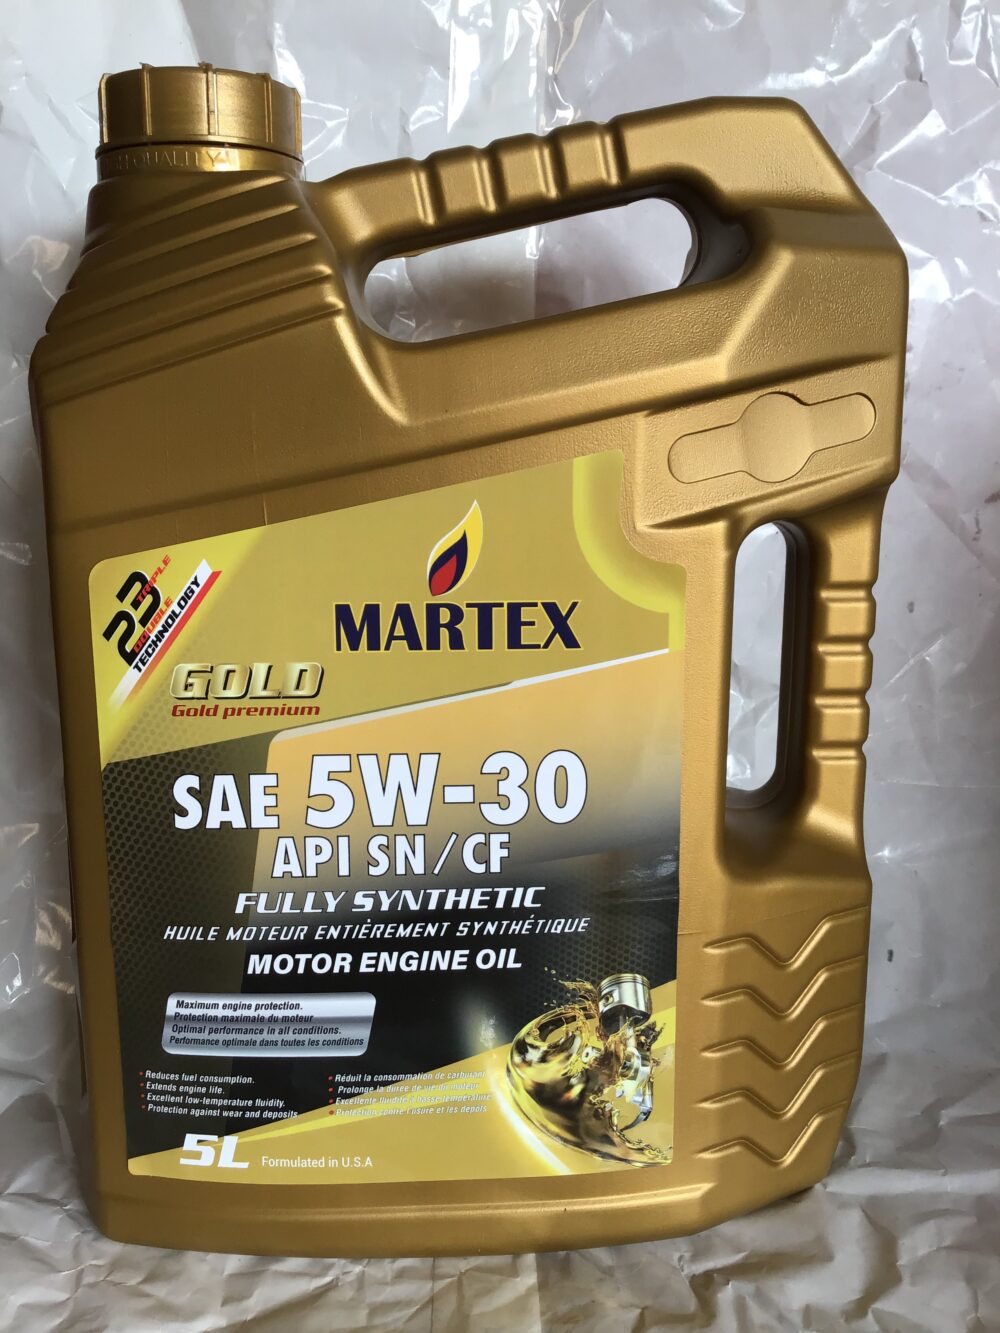 QUALITY
23
TRIPLE
DOUBLE
TECHNOLOGY
MARTEX
GOLD
Gold premium
SAE 5W-30
API SN/CF
FULLY SYNTHETIC
HUILE MOTEUR ENTIÈREMENT SYNTHÉTIQUE
MOTOR ENGINE OIL
Maximum engine protection.
Protection maximale du moteur
Optimal performance in all conditions.
Performance optimale dans toutes les conditions
• Reduces fuel consumption.
• Extends engine life.
• Excellent low-temperature fluidity.
• Protection against wear and deposits
• Réduit la consommation de carburant
• Prolonge la durée de vie du moteur
• Excellente fluidité à basse température
• Protection contre l'usure et les dépôts
5L
Formulated in U.S.A